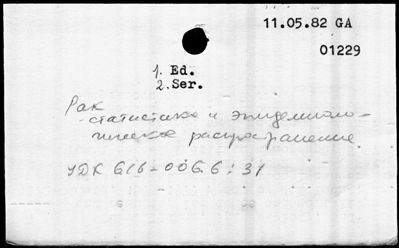 11.05.82 GA
01229
1. Ed.
2. Ser.
Рак
статистика и эпидемиоло-
гическое распространение.
УДК 616-006.6:31